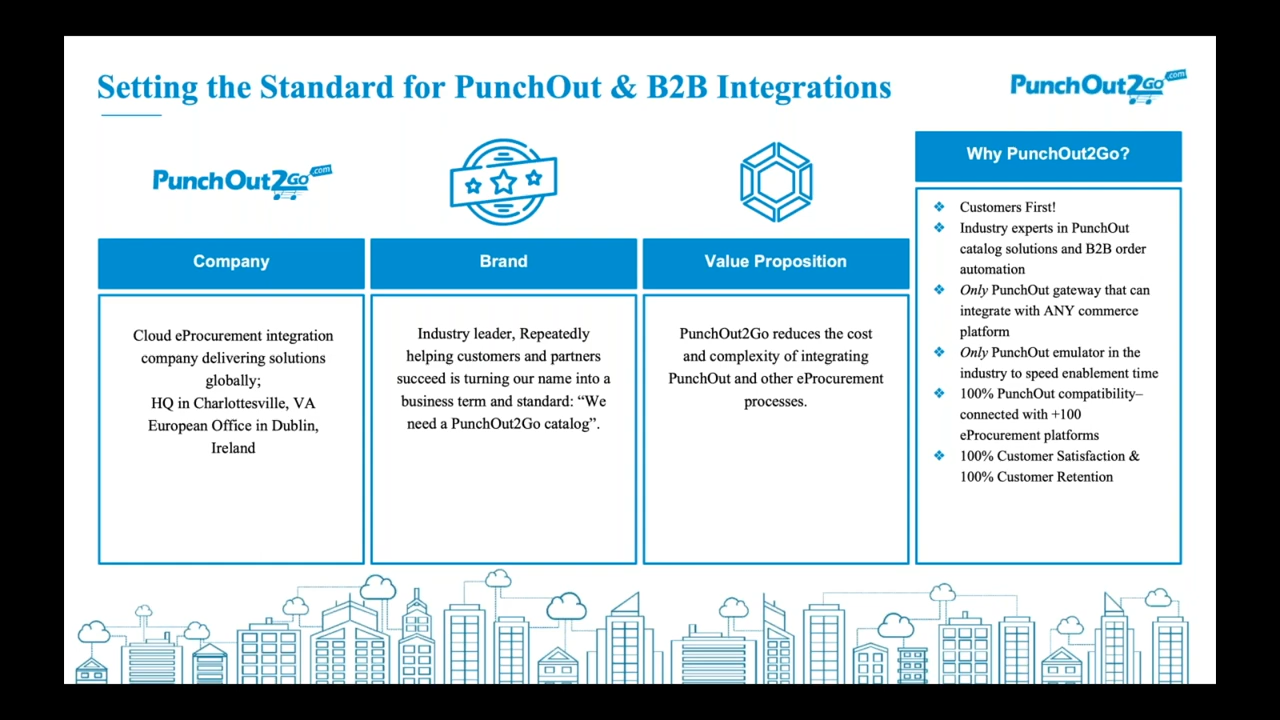 Setting the Standard for PunchOut & B2B Integrations
PunchOut2Go.com
PunchOut2Go.com
Company
Cloud eProcurement integration
company delivering solutions
globally;
HQ in Charlottesville, VA
European Office in Dublin,
Ireland
Brand
Industry leader, Repeatedly
helping customers and partners
succeed is turning our name into a
business term and standard: “We
need a PunchOut2Go catalog”.
Value Proposition
PunchOut2Go reduces the cost
and complexity of integrating
PunchOut and other eProcurement
processes.
Why PunchOut2Go?
❖ Customers First!
❖ Industry experts in PunchOut
catalog solutions and B2B order
automation
❖ Only PunchOut gateway that can
integrate with ANY commerce
platform
❖ Only PunchOut emulator in the
industry to speed enablement time
❖ 100% PunchOut compatibility–
connected with +100
eProcurement platforms
❖ 100% Customer Satisfaction &
100% Customer Retention